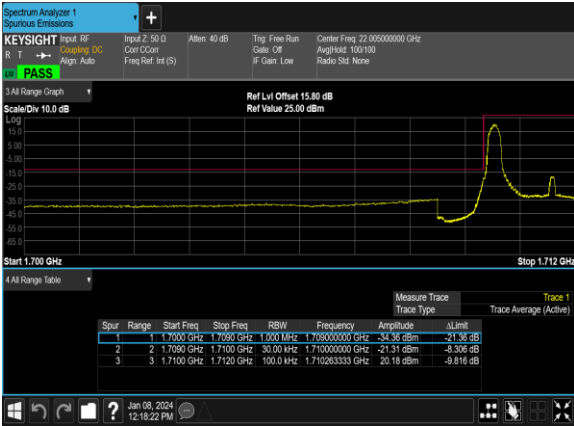 Spectrum Analyzer 1
Spurious Emissions
+
KEYSIGHT Input: RF Input Z: 50 Ω Atten: 40 dB Trig: Free Run Center Freq: 22.005000000 GHz
R T Coupling: DC Corr CCorr Gate: Off Avg|Hold: 100/100
Align: Auto Freq Ref: Int (S) IF Gain: Low Radio Std: None
PASS
3 All Range Graph
Ref Lvl Offset 15.80 dB
Scale/Div 10.0 dB Ref Value 25.00 dBm
Log
15.0
5.00
-5.00
-15.0
-25.0
-35.0
-45.0
-55.0
-65.0
Start 1.700 GHz Stop 1.712 GHz
4 All Range Table
Measure Trace Trace 1
Trace Type Trace Average (Active)
Spur Range Start Freq Stop Freq RBW Frequency Amplitude ΔLimit
1 1 1.7000 GHz 1.7090 GHz 1.000 MHz 1.709000000 GHz -34.36 dBm -21.36 dB
2 2 1.7090 GHz 1.7100 GHz 30.00 kHz 1.710000000 GHz -21.31 dBm -8.306 dB
3 3 1.7100 GHz 1.7120 GHz 100.0 kHz 1.710263333 GHz 20.18 dBm -9.816 dB
? Jan 08, 2024
12:18:22 PM